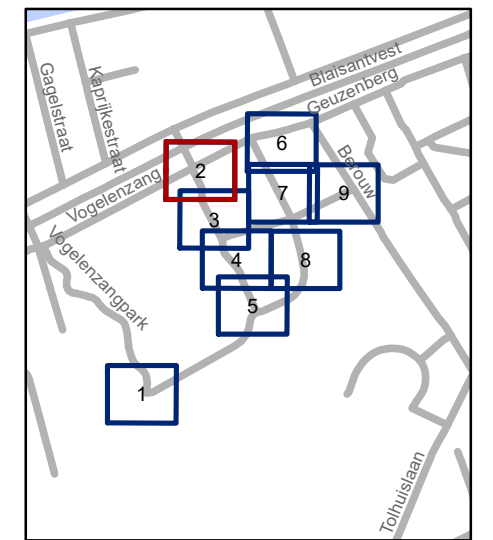 Blaisantvest
Geuzenberg
Gagelstraat
Kaprijkestraat
6
Berouw
2
7
9
Vogelenzang
3
Vogelenzangpark
4
8
5
1
Tolhuislaan